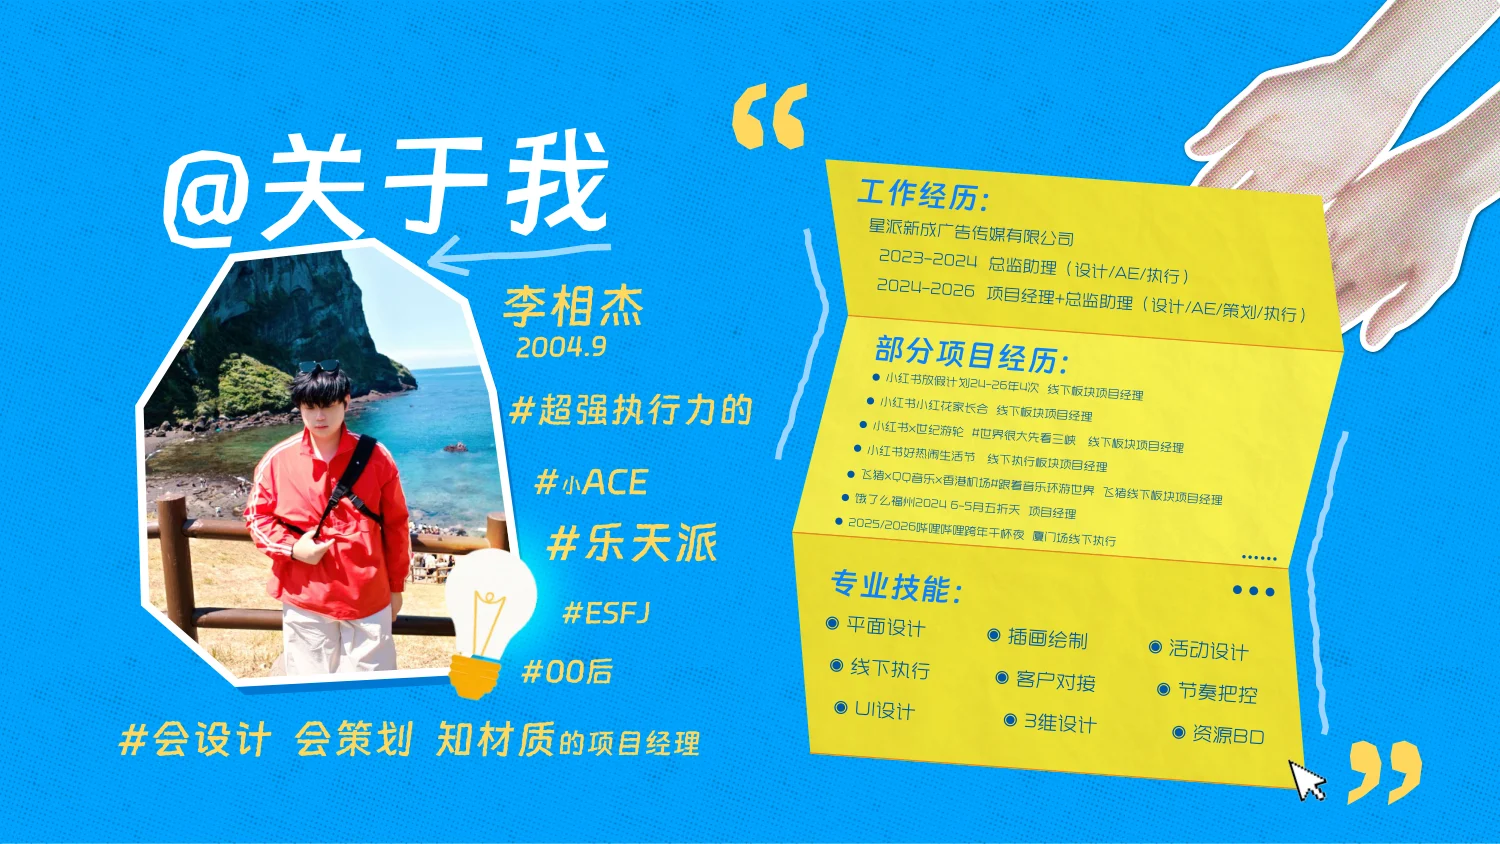 @关于我
李相杰
2004.9
#超强执行力的
#小ACE
#乐天派
#ESFJ
#00后
#会设计 会策划 知材质的项目经理
工作经历:
星派新成广告传媒有限公司
2023-2024 总监助理（设计/AE/执行）
2024-2026 项目经理+总监助理（设计/AE/策划/执行）
部分项目经历:
小红书放假计划24-26年4次 线下板块项目经理
小红书小红花家长会 线下板块项目经理
小红书x世纪游轮 #世界很大先看三峡 线下板块项目经理
小红书好热闹生活节 线下执行板块项目经理
飞猪xQQ音乐x香港机场#跟着音乐环游世界 飞猪线下板块项目经理
饿了么福州2024 6-5月五折天 项目经理
2025/2026哔哩哔哩跨年干杯夜 厦门场线下执行
......
专业技能:
平面设计 插画绘制 活动设计
线下执行 客户对接 节奏把控
UI设计 3维设计 资源BD